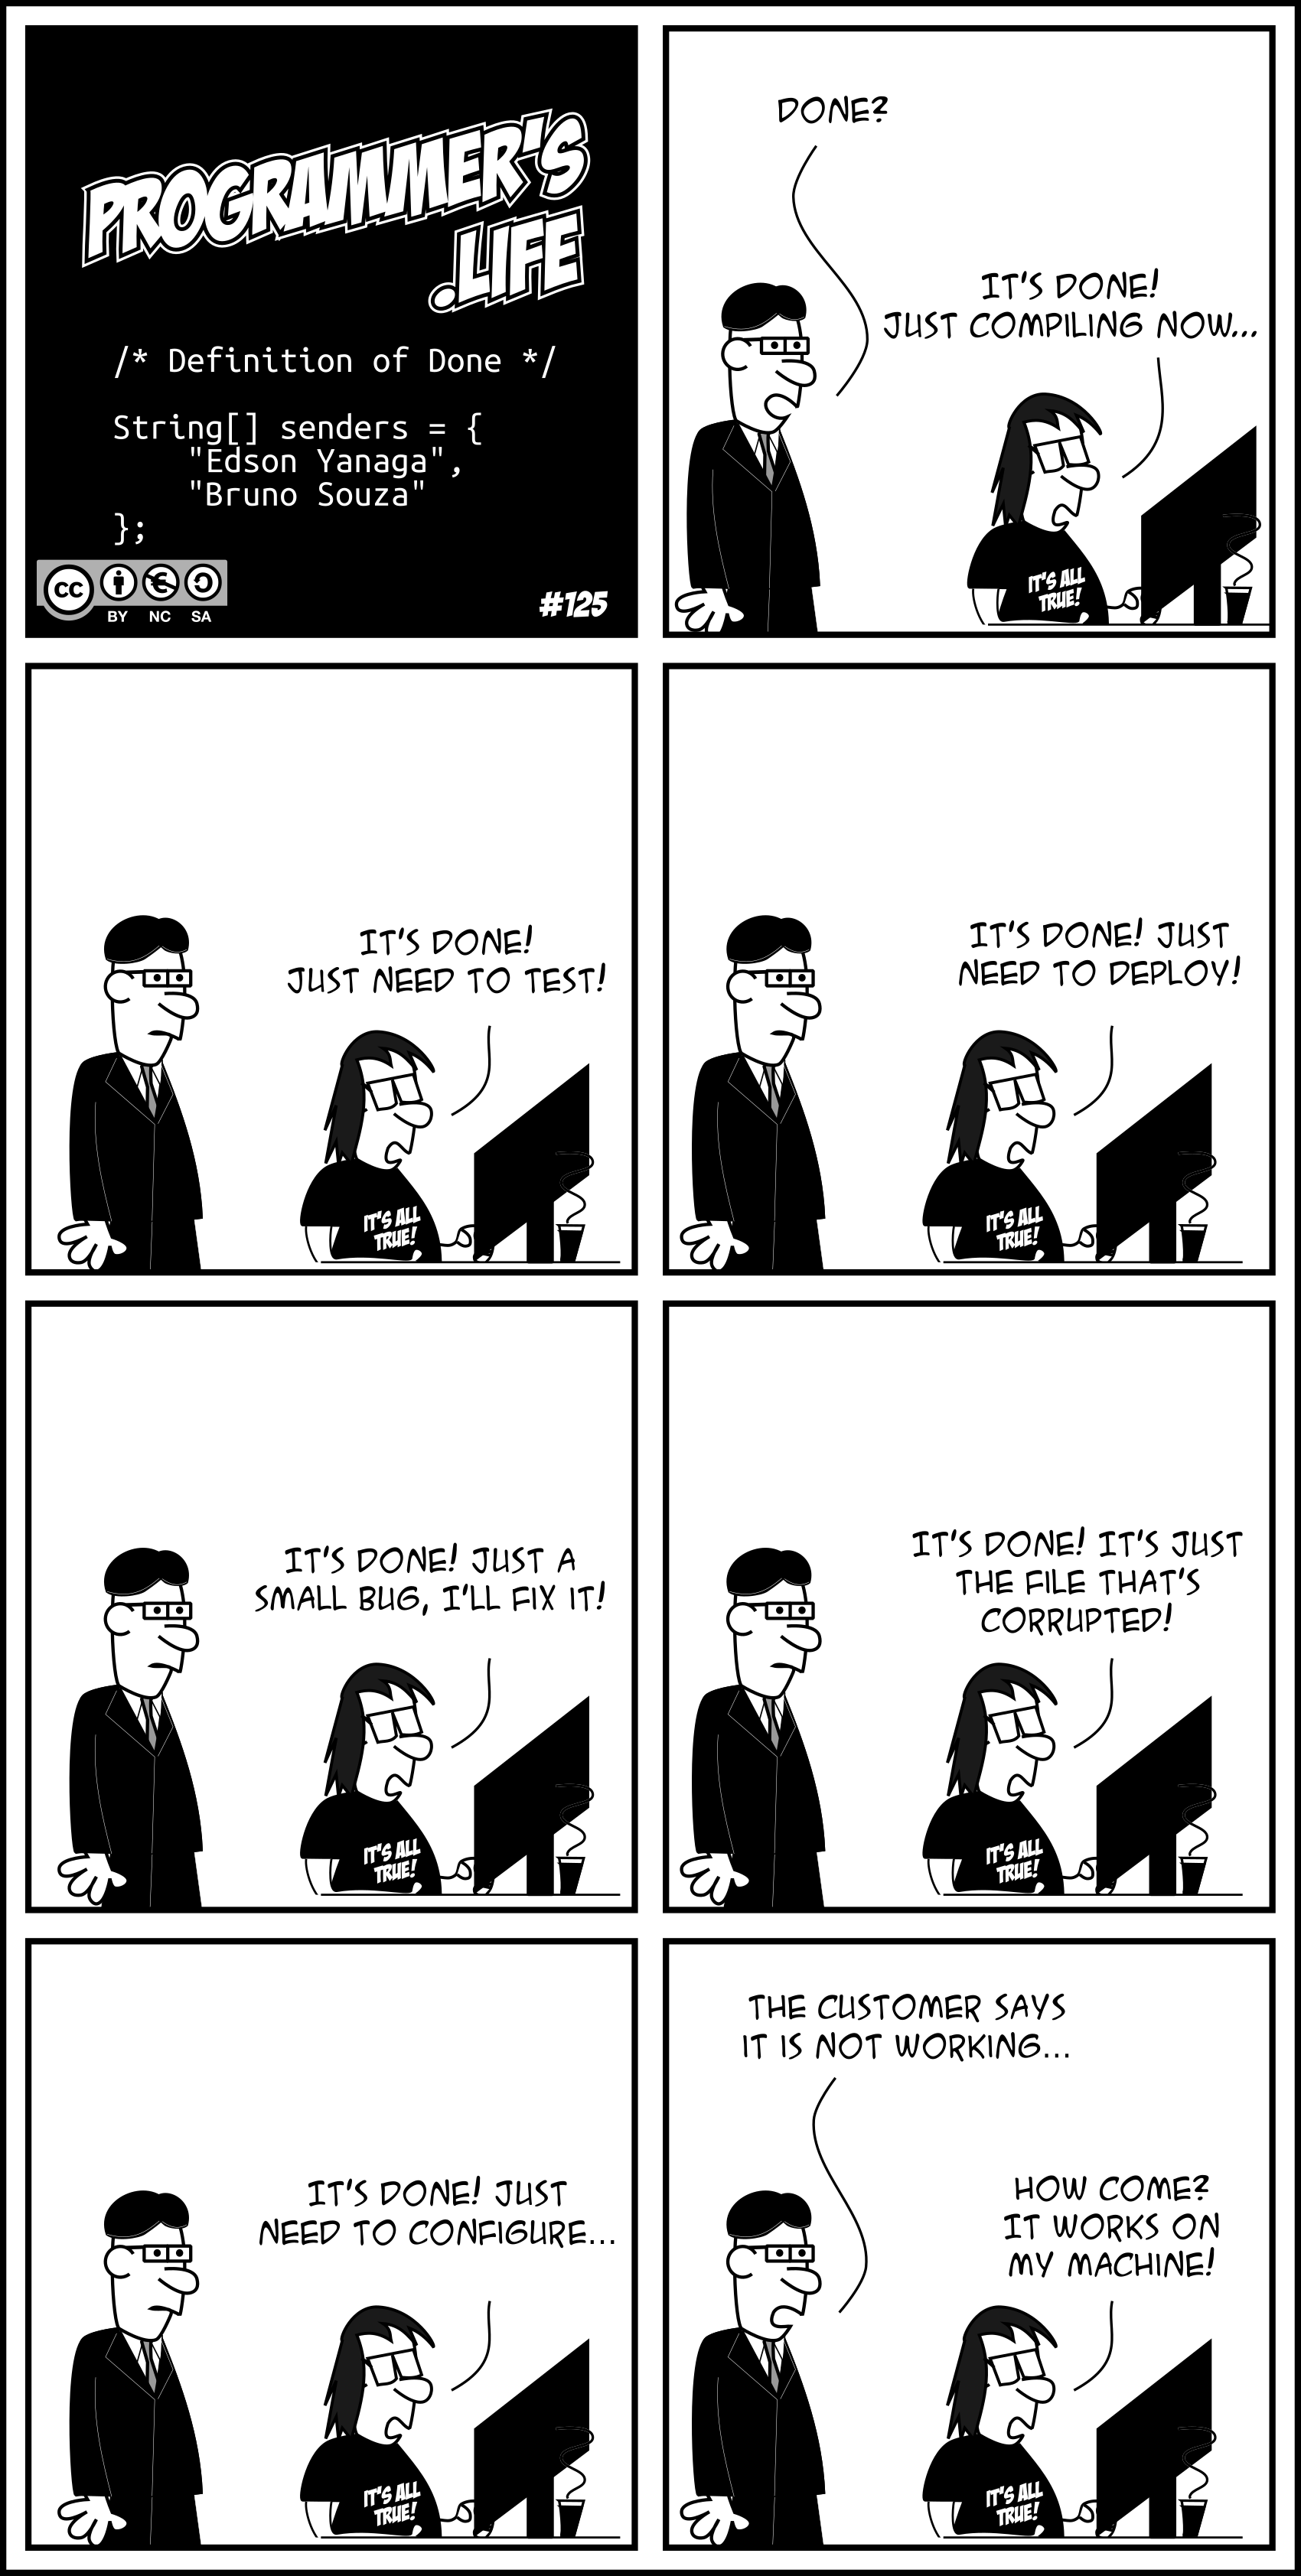 PROGRAMMER'S
.LIFE
/* Definition of Done */
String[] senders = {
"Edson Yanaga",
"Bruno Souza"
};
cc
BY NC SA
#125
DONE?
IT'S DONE!
JUST COMPILING NOW...
IT'S ALL
TRUE!
IT'S DONE!
JUST NEED TO TEST!
IT'S ALL
TRUE!
IT'S DONE! JUST
NEED TO DEPLOY!
IT'S ALL
TRUE!
IT'S DONE! JUST A
SMALL BUG, I'LL FIX IT!
IT'S ALL
TRUE!
IT'S DONE! IT'S JUST
THE FILE THAT'S
CORRUPTED!
IT'S ALL
TRUE!
IT'S DONE! JUST
NEED TO CONFIGURE...
IT'S ALL
TRUE!
THE CUSTOMER SAYS
IT IS NOT WORKING...
HOW COME?
IT WORKS ON
MY MACHINE!
IT'S ALL
TRUE!